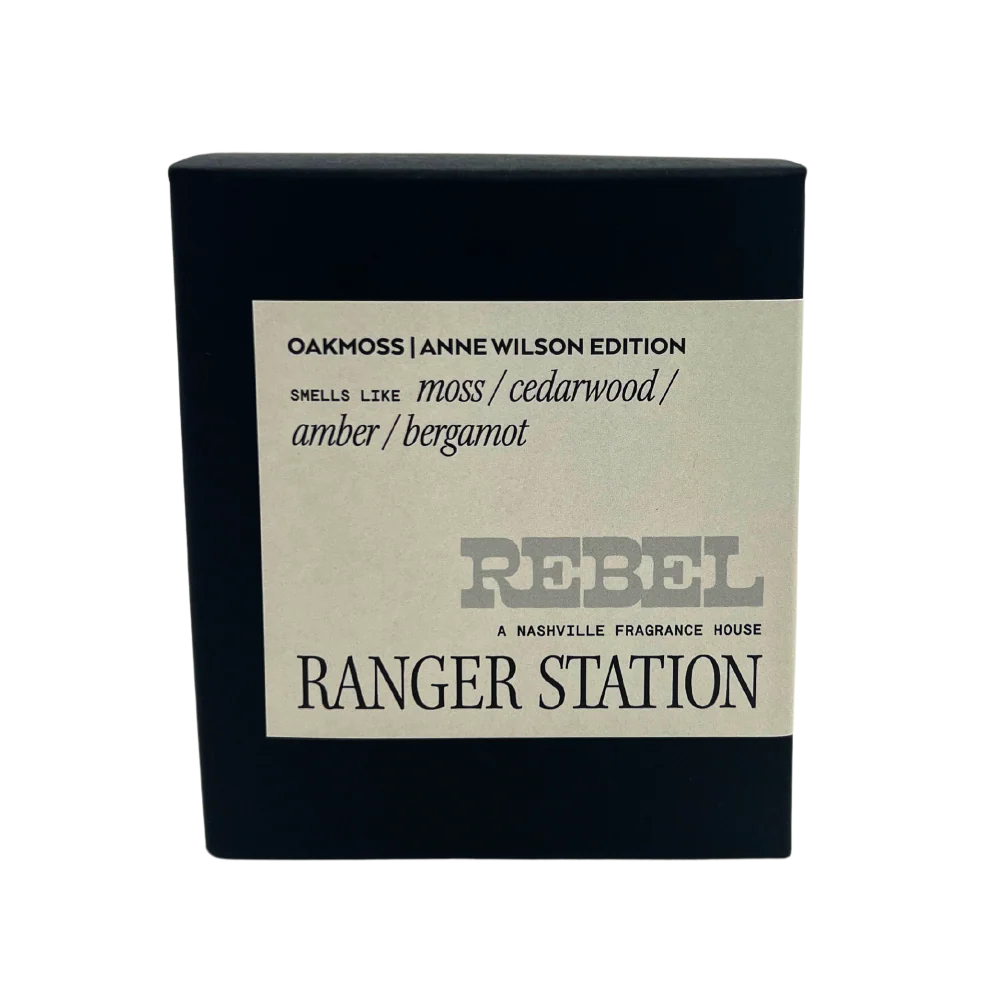 OAKMOSS | ANNE WILSON EDITION
SMELLS LIKE moss / cedarwood /
amber / bergamot
REBEL
A NASHVILLE FRAGRANCE HOUSE
RANGER STATION